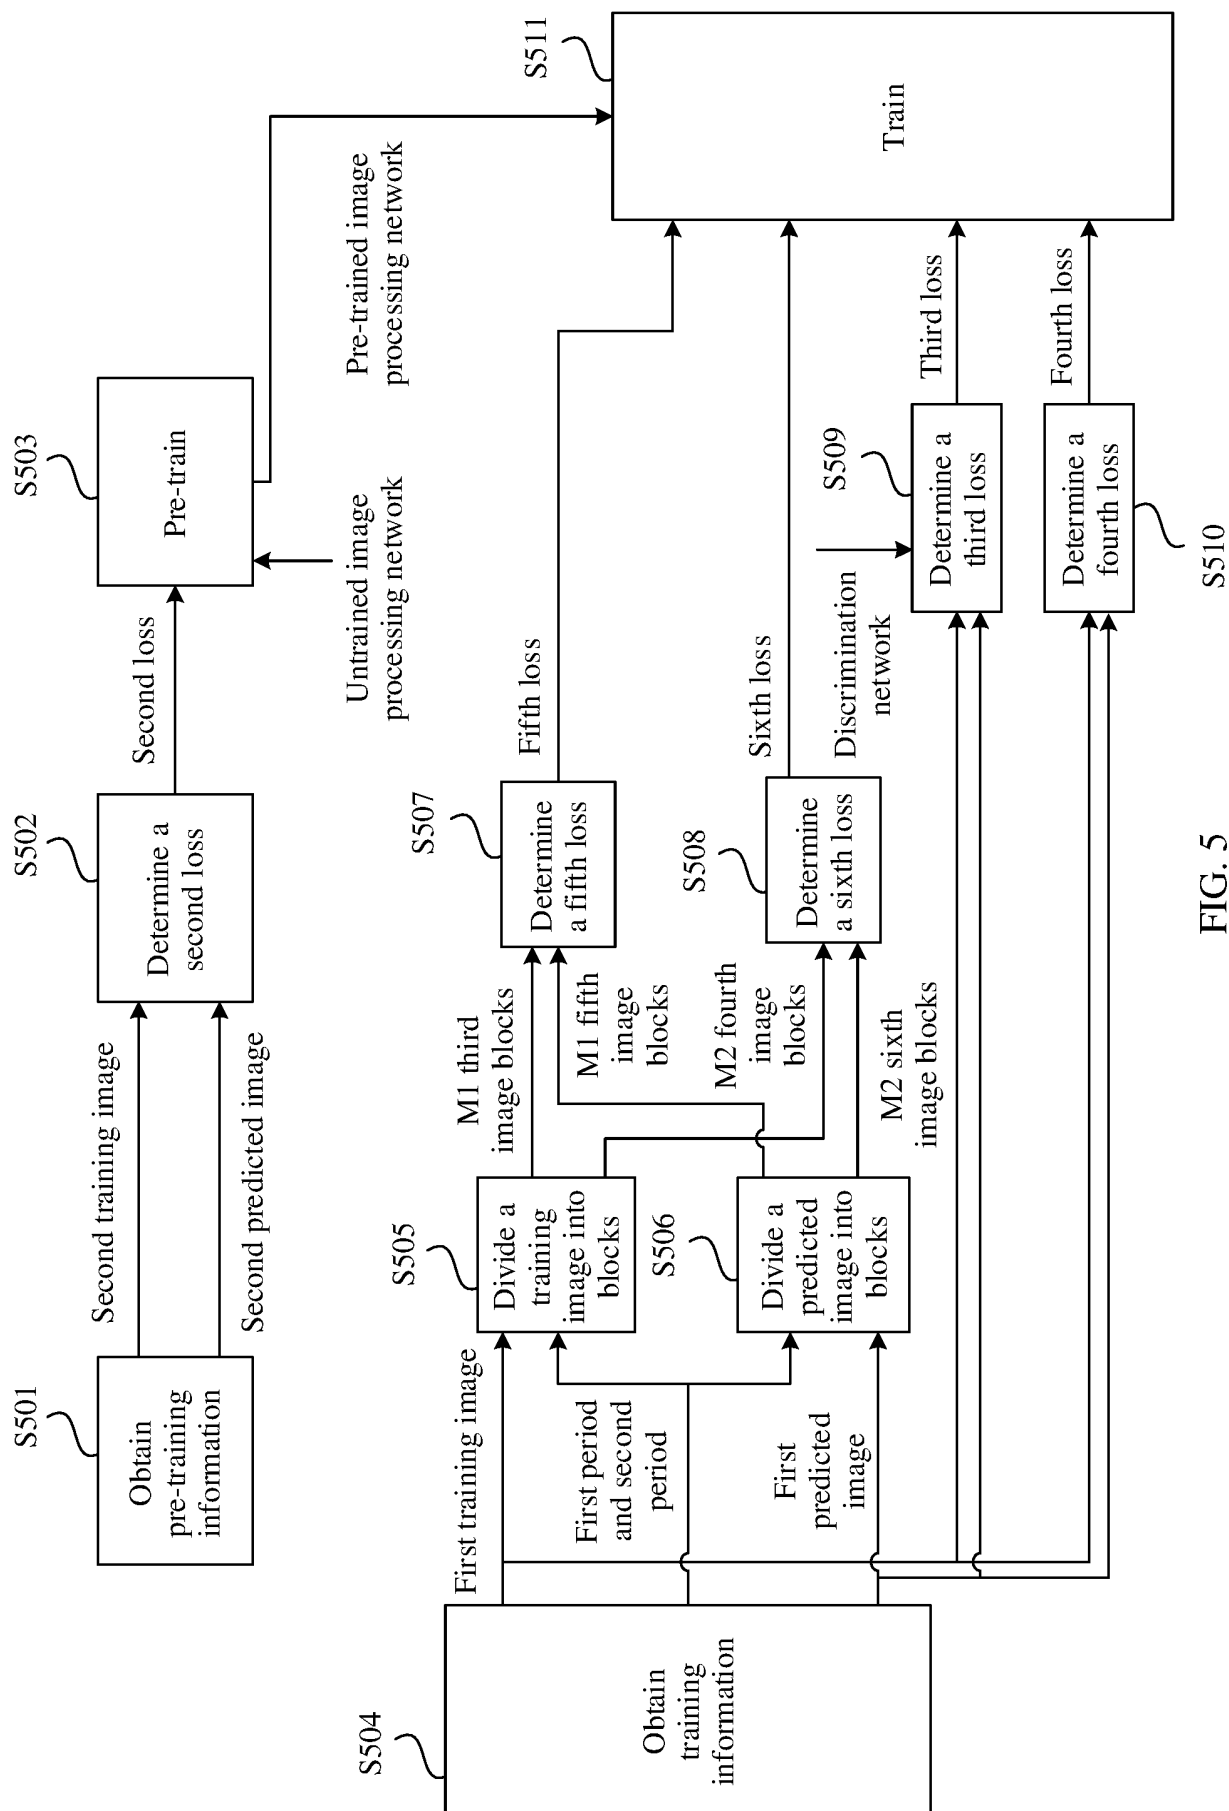 S501
Obtain
pre-training
information
Second training image
Second predicted image
S502
Determine a
second loss
Second loss
S503
Pre-train
Untrained image
processing network
Pre-trained image
processing network
S504
Obtain
training
information
First training image
First period
and second
period
First
predicted
image
S505
Divide a
training
image into
blocks
S506
Divide a
predicted
image into
blocks
M1 third
image blocks
M1 fifth
image
blocks
M2 fourth
image
blocks
M2 sixth
image blocks
S507
Determine
a fifth loss
Fifth loss
S508
Determine
a sixth loss
Sixth loss
Discrimination
network
S509
Determine a
third loss
Third loss
S510
Determine a
fourth loss
Fourth loss
S511
Train
FIG. 5